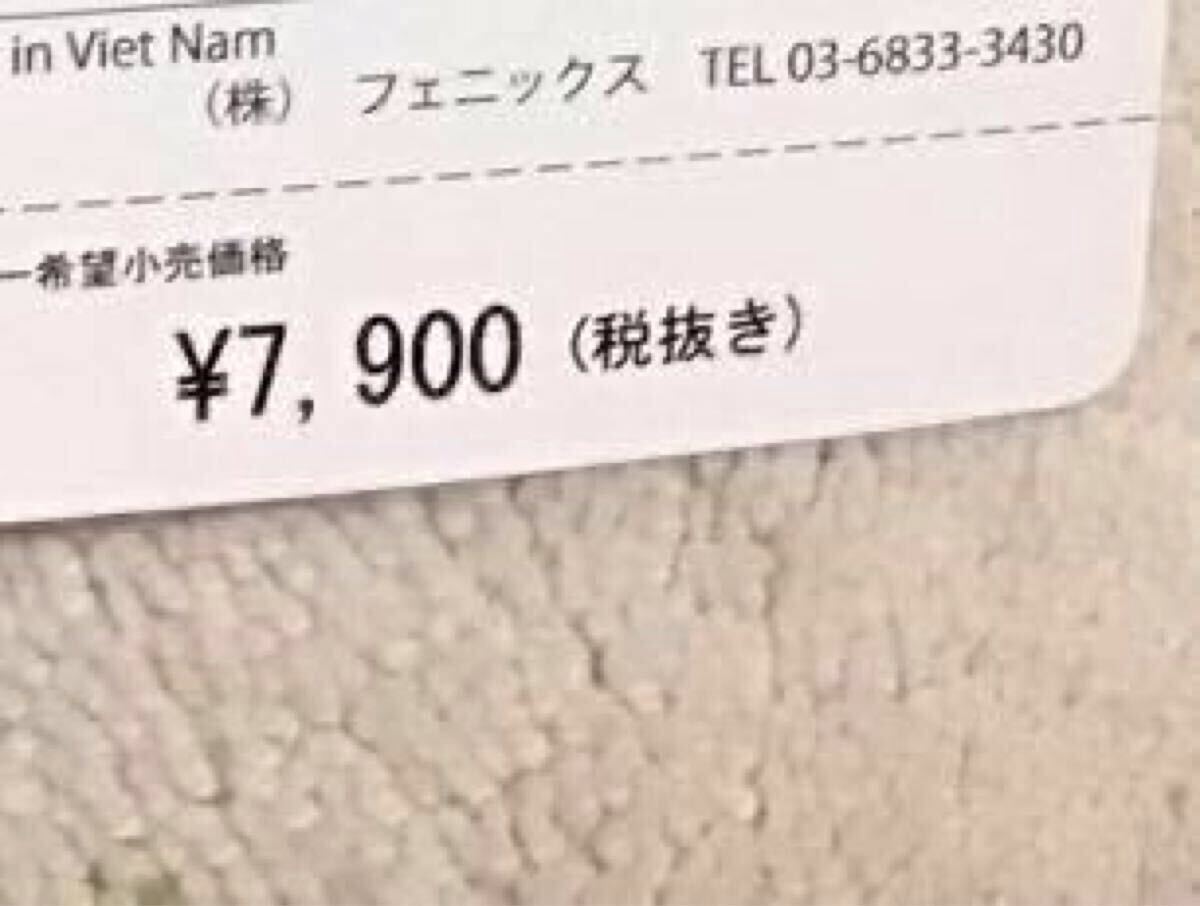 in Viet Nam
（株） フェニックス TEL 03-6833-3430
ー希望小売価格
¥7,900（税抜き）